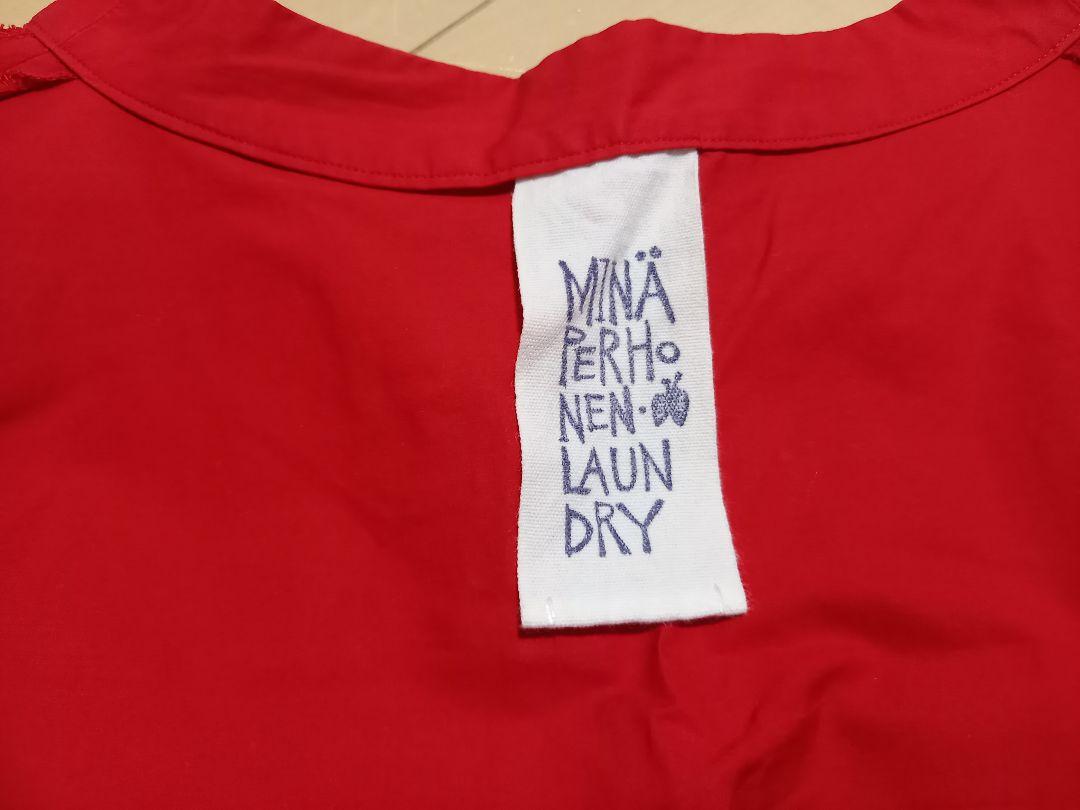 MINÄ
PERHO
NEN·
LAUN
DRY